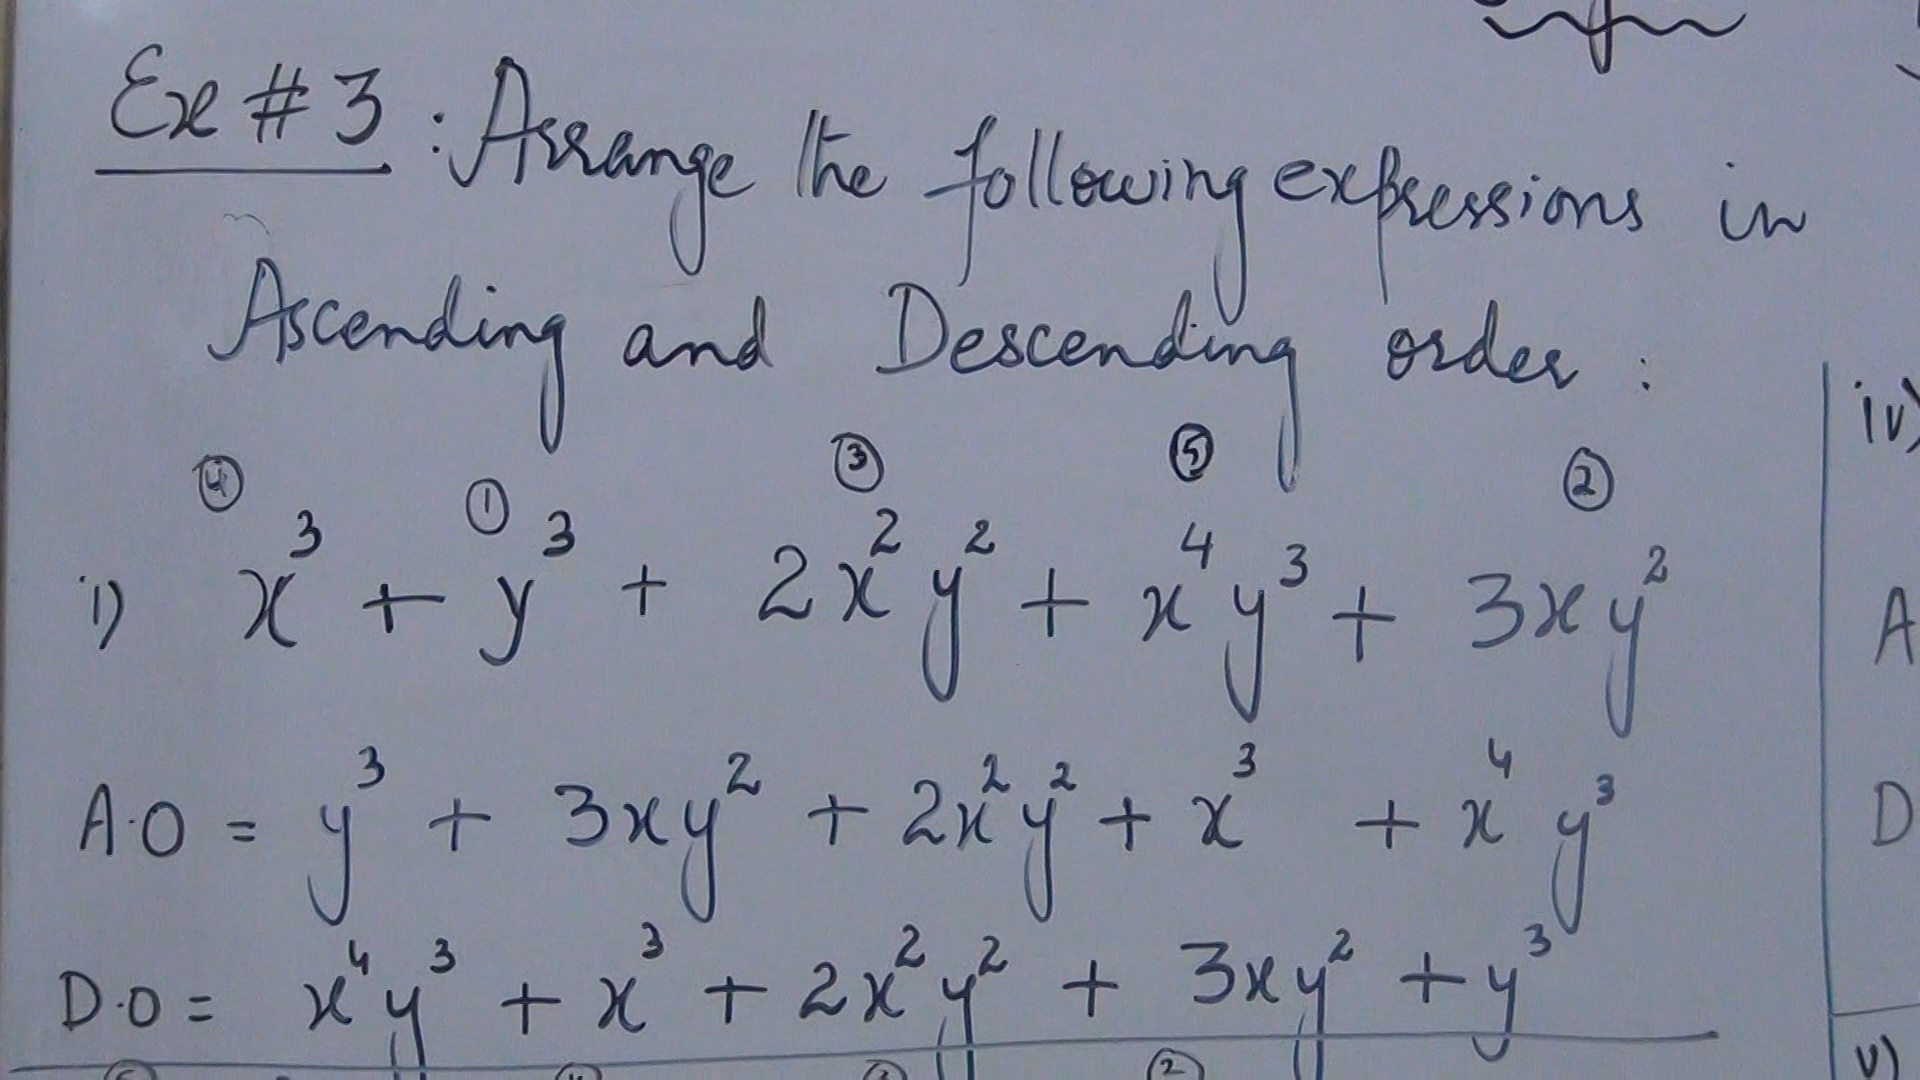 Ex # 3 : Arrange the following expressions in
Ascending and Descending order :
④ ① ③ ⑤ ②
i) x³ + y³ + 2x²y² + x⁴y³ + 3xy²
A.O = y³ + 3xy² + 2x²y² + x³ + x⁴y³
D.O = x⁴y³ + x³ + 2x²y² + 3xy² + y³
②
iv)
A
D
v)